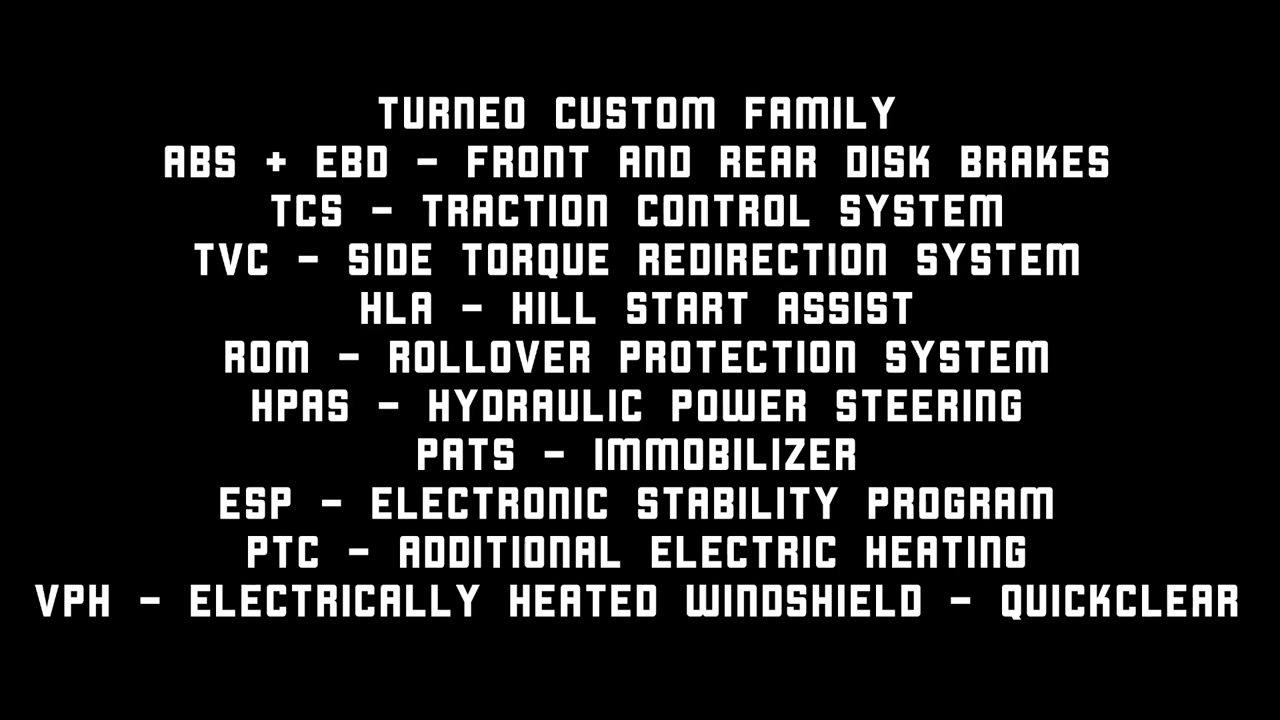 TURNEO CUSTOM FAMILY
ABS + EBD - FRONT AND REAR DISK BRAKES
TCS - TRACTION CONTROL SYSTEM
TVC - SIDE TORQUE REDIRECTION SYSTEM
HLA - HILL START ASSIST
ROM - ROLLOVER PROTECTION SYSTEM
HPAS - HYDRAULIC POWER STEERING
PATS - IMMOBILIZER
ESP - ELECTRONIC STABILITY PROGRAM
PTC - ADDITIONAL ELECTRIC HEATING
VPH - ELECTRICALLY HEATED WINDSHIELD - QUICKCLEAR